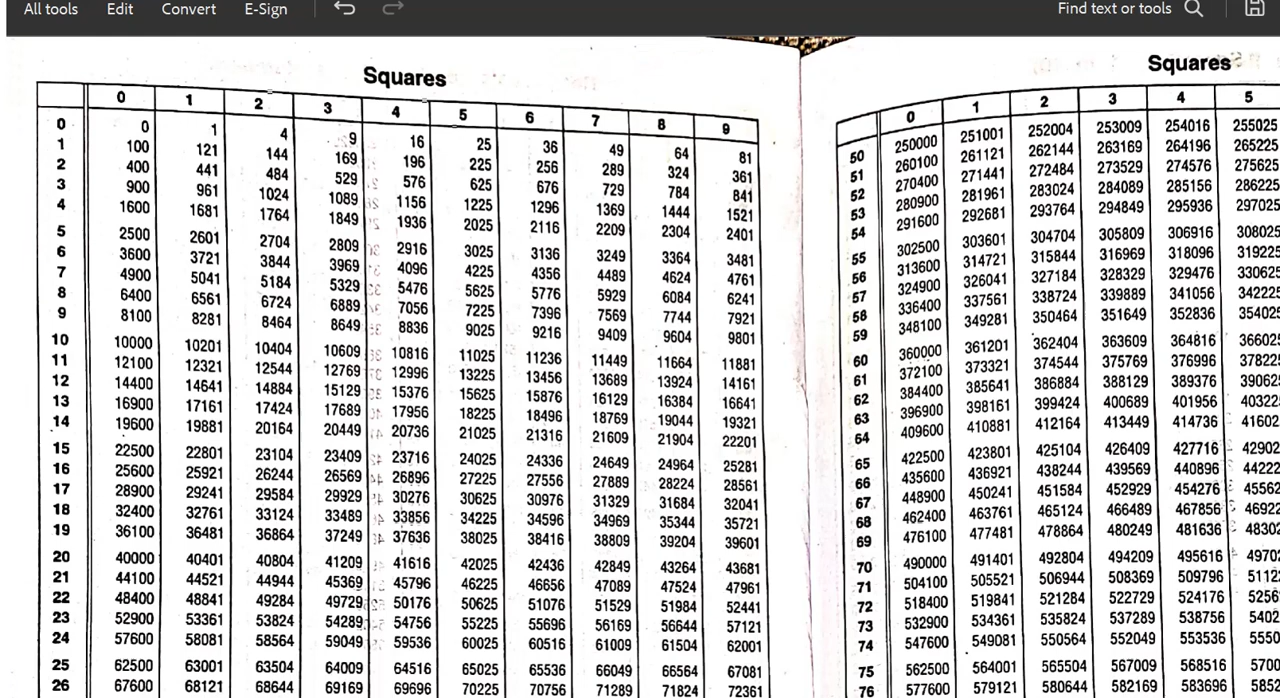 All tools Edit Convert E-Sign Find text or tools
Squares
0 1 2 3 4 5 6 7 8 9
0 0 1 4 9 16 25 36 49 64 81
1 100 121 144 169 196 225 256 289 324 361
2 400 441 484 529 576 625 676 729 784 841
3 900 961 1024 1089 1156 1225 1296 1369 1444 1521
4 1600 1681 1764 1849 1936 2025 2116 2209 2304 2401
5 2500 2601 2704 2809 2916 3025 3136 3249 3364 3481
6 3600 3721 3844 3969 4096 4225 4356 4489 4624 4761
7 4900 5041 5184 5329 5476 5625 5776 5929 6084 6241
8 6400 6561 6724 6889 7056 7225 7396 7569 7744 7921
9 8100 8281 8464 8649 8836 9025 9216 9409 9604 9801
10 10000 10201 10404 10609 10816 11025 11236 11449 11664 11881
11 12100 12321 12544 12769 12996 13225 13456 13689 13924 14161
12 14400 14641 14884 15129 15376 15625 15876 16129 16384 16641
13 16900 17161 17424 17689 17956 18225 18496 18769 19044 19321
14 19600 19881 20164 20449 20736 21025 21316 21609 21904 22201
15 22500 22801 23104 23409 23716 24025 24336 24649 24964 25281
16 25600 25921 26244 26569 26896 27225 27556 27889 28224 28561
17 28900 29241 29584 29929 30276 30625 30976 31329 31684 32041
18 32400 32761 33124 33489 33856 34225 34596 34969 35344 35721
19 36100 36481 36864 37249 37636 38025 38416 38809 39204 39601
20 40000 40401 40804 41209 41616 42025 42436 42849 43264 43681
21 44100 44521 44944 45369 45796 46225 46656 47089 47524 47961
22 48400 48841 49284 49729 50176 50625 51076 51529 51984 52441
23 52900 53361 53824 54289 54756 55225 55696 56169 56644 57121
24 57600 58081 58564 59049 59536 60025 60516 61009 61504 62001
25 62500 63001 63504 64009 64516 65025 65536 66049 66564 67081
26 67600 68121 68644 69169 69696 70225 70756 71289 71824 72361
Squares
0 1 2 3 4 5
50 250000 251001 252004 253009 254016 255025
51 260100 261121 262144 263169 264196 265225
52 270400 271441 272484 273529 274576 275625
53 280900 281961 283024 284089 285156 286225
54 291600 292681 293764 294849 295936 297025
55 302500 303601 304704 305809 306916 308025
56 313600 314721 315844 316969 318096 319225
57 324900 326041 327184 328329 329476 330625
58 336400 337561 338724 339889 341056 342225
59 348100 349281 350464 351649 352836 354025
60 360000 361201 362404 363609 364816 366025
61 372100 373321 374544 375769 376996 378225
62 384400 385641 386884 388129 389376 39062
63 396900 398161 399424 400689 401956 40322
64 409600 410881 412164 413449 414736 41602
65 422500 423801 425104 426409 427716 42902
66 435600 436921 438244 439569 440896 44222
67 448900 450241 451584 452929 454276 45562
68 462400 463761 465124 466489 467856 46922
69 476100 477481 478864 480249 481636 48302
70 490000 491401 492804 494209 495616 49702
71 504100 505521 506944 508369 509796 5112
72 518400 519841 521284 522729 524176 5256
73 532900 534361 535824 537289 538756 5402
74 547600 549081 550564 552049 553536 5550
75 562500 564001 565504 567009 568516 570
76 577600 579121 580644 582169 583696 585